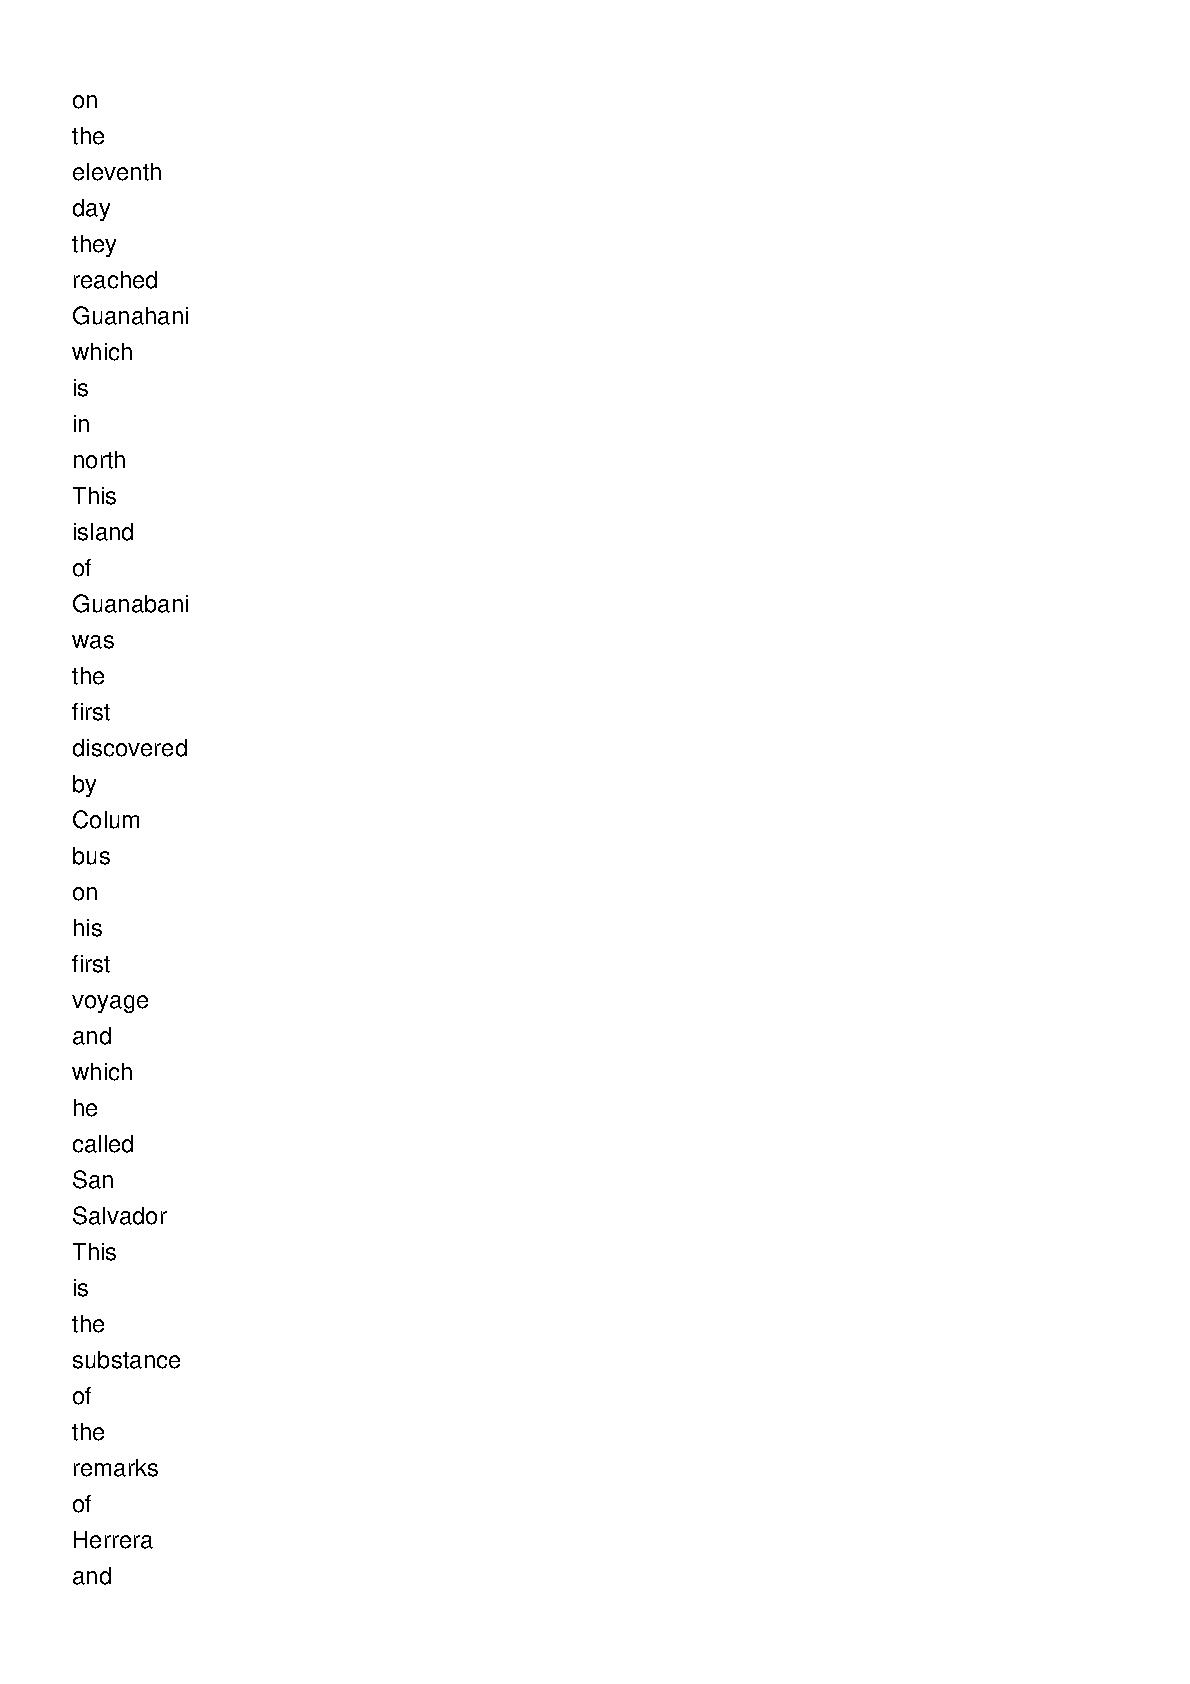 on
the
eleventh
day
they
reached
Guanahani
which
is
in
north
This
island
of
Guanabani
was
the
first
discovered
by
Colum
bus
on
his
first
voyage
and
which
he
called
San
Salvador
This
is
the
substance
of
the
remarks
of
Herrera
and